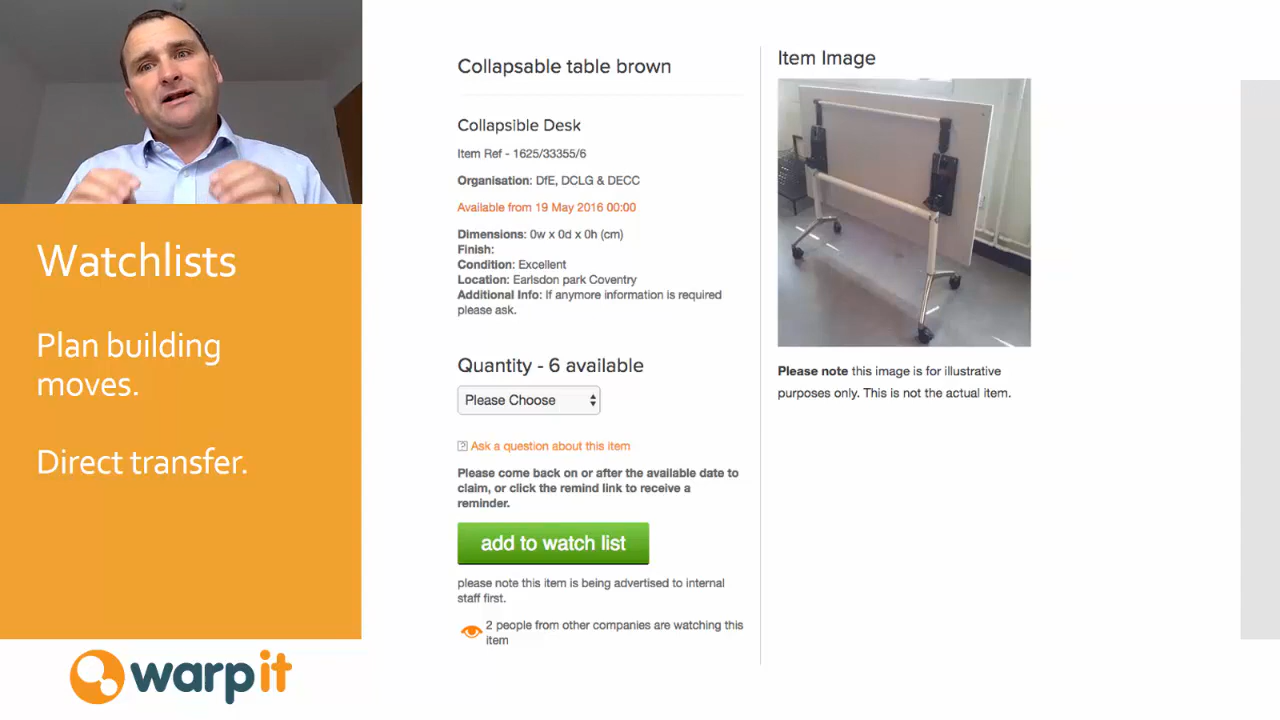 Watchlists
Plan building
moves.
Direct transfer.
warpit
Collapsable table brown
Collapsible Desk
Item Ref - 1625/33355/6
Organisation: DfE, DCLG & DECC
Available from 19 May 2016 00:00
Dimensions: 0w x 0d x 0h (cm)
Finish:
Condition: Excellent
Location: Earlsdon park Coventry
Additional Info: If anymore information is required
please ask.
Quantity - 6 available
Please Choose
? Ask a question about this item
Please come back on or after the available date to
claim, or click the remind link to receive a
reminder.
add to watch list
please note this item is being advertised to internal
staff first.
2 people from other companies are watching this
item
Item Image
Please note this image is for illustrative
purposes only. This is not the actual item.